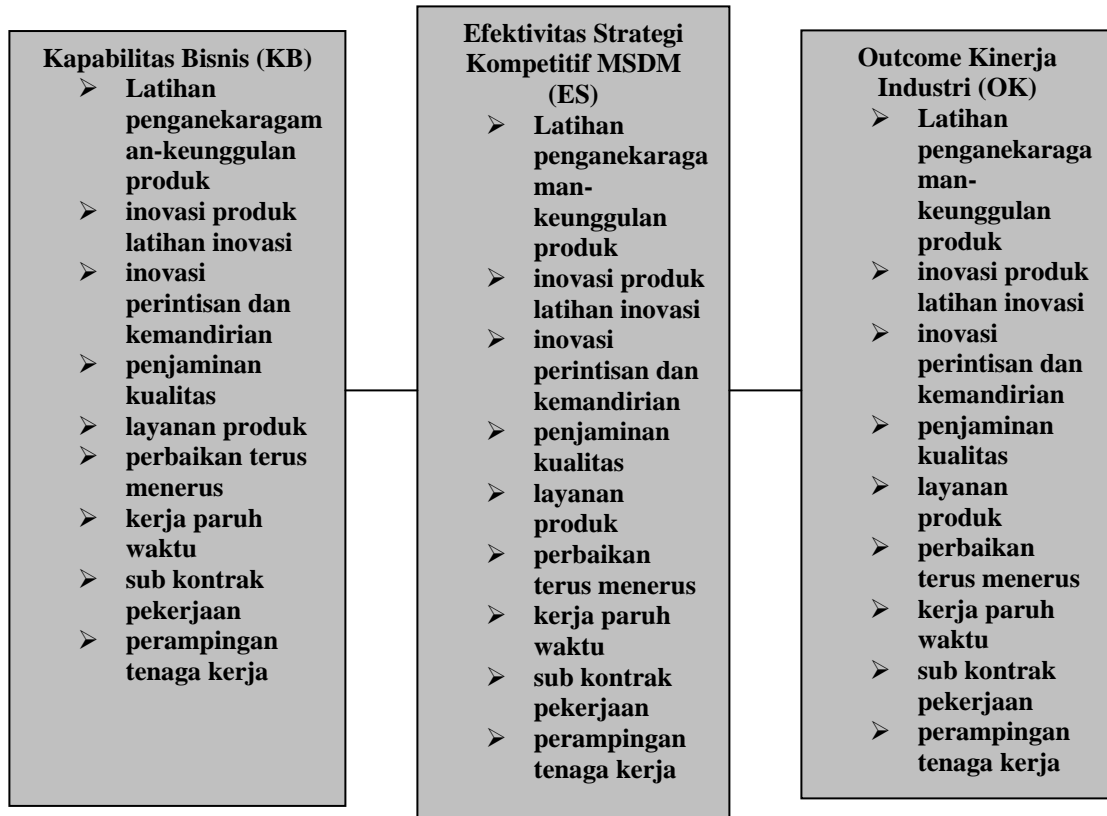 Kapabilitas Bisnis (KB)
➢ Latihan
penganekaragam
an-keunggulan
produk
➢ inovasi produk
latihan inovasi
➢ inovasi
perintisan dan
kemandirian
➢ penjaminan
kualitas
➢ layanan produk
➢ perbaikan terus
menerus
➢ kerja paruh
waktu
➢ sub kontrak
pekerjaan
➢ perampingan
tenaga kerja
Efektivitas Strategi
Kompetitif MSDM
(ES)
➢ Latihan
penganekaraga
man-
keunggulan
produk
➢ inovasi produk
latihan inovasi
➢ inovasi
perintisan dan
kemandirian
➢ penjaminan
kualitas
➢ layanan
produk
➢ perbaikan
terus menerus
➢ kerja paruh
waktu
➢ sub kontrak
pekerjaan
➢ perampingan
tenaga kerja
Outcome Kinerja
Industri (OK)
➢ Latihan
penganekaraga
man-
keunggulan
produk
➢ inovasi produk
latihan inovasi
➢ inovasi
perintisan dan
kemandirian
➢ penjaminan
kualitas
➢ layanan
produk
➢ perbaikan
terus menerus
➢ kerja paruh
waktu
➢ sub kontrak
pekerjaan
➢ perampingan
tenaga kerja